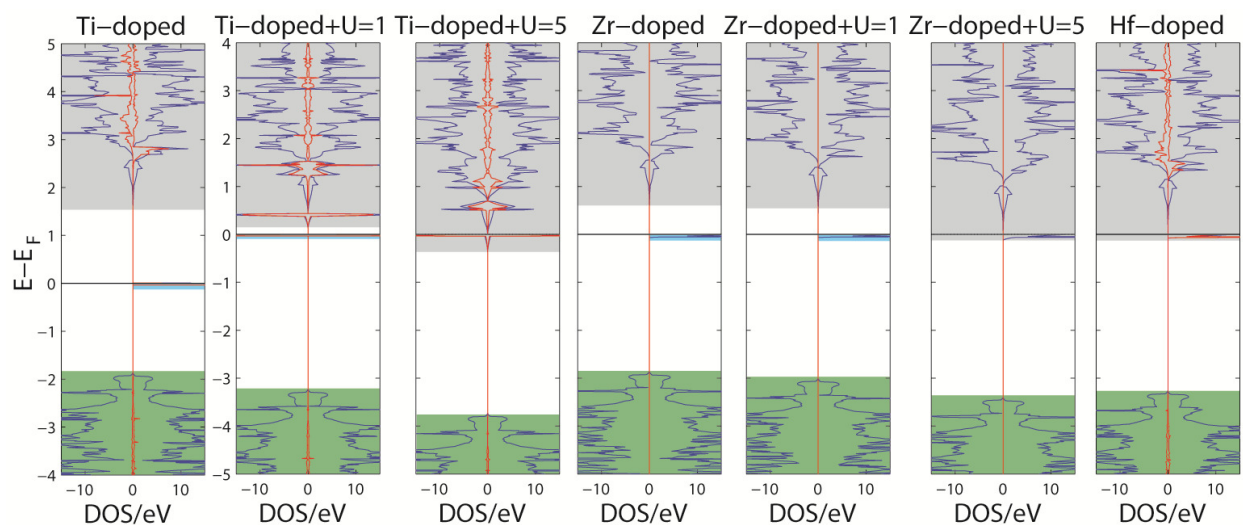 Ti−doped Ti−doped+U=1 Ti−doped+U=5 Zr−doped Zr−doped+U=1 Zr−doped+U=5 Hf−doped
E−E_F
5 4
4 3
3 2
2 1
1 0
0 −1
−1 −2
−2 −3
−3 −4
−4 −5
−10 0 10 −10 0 10 −10 0 10 −10 0 10 −10 0 10 −10 0 10 −10 0 10
DOS/eV DOS/eV DOS/eV DOS/eV DOS/eV DOS/eV DOS/eV